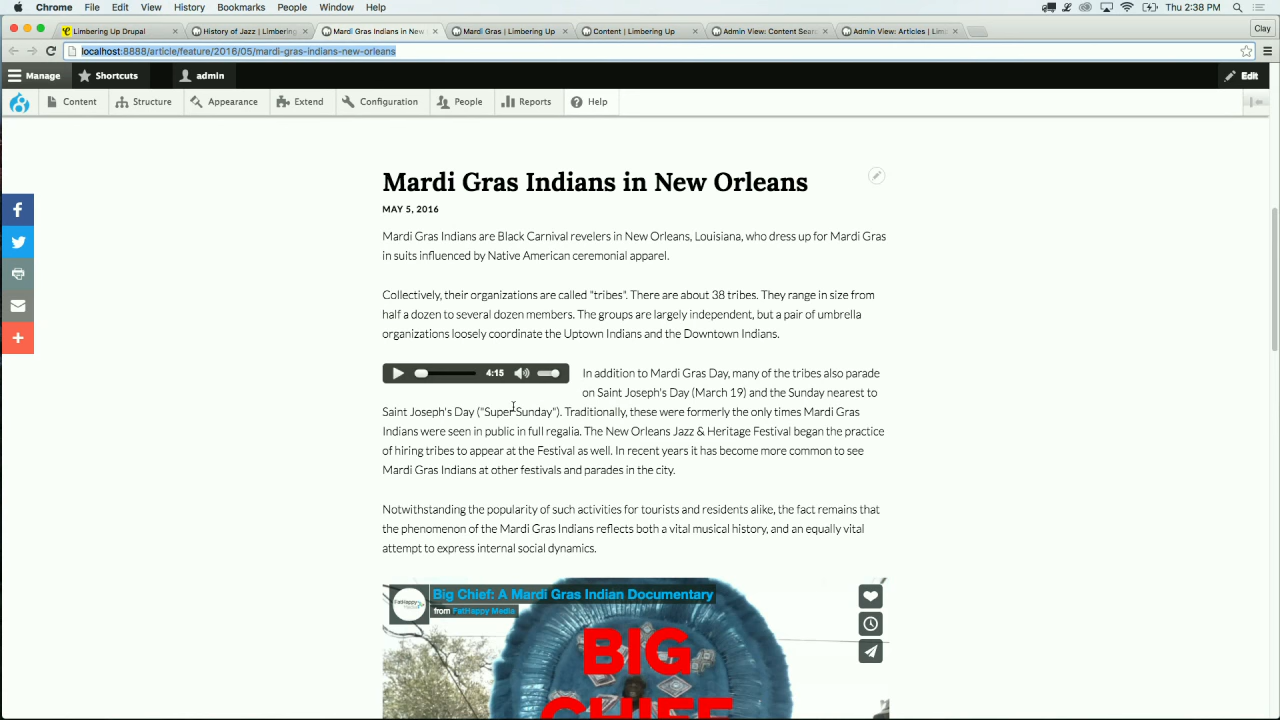 Chrome File Edit View History Bookmarks People Window Help Thu 2:38 PM
Limbering Up Drupal History of Jazz | Limbering Mardi Gras Indians in New Mardi Gras | Limbering Up Content | Limbering Up Admin View: Content Sear Admin View: Articles | Lim Clay
localhost:8888/article/feature/2016/05/mardi-gras-indians-new-orleans
Manage Shortcuts admin Edit
Content Structure Appearance Extend Configuration People Reports Help
Mardi Gras Indians in New Orleans
MAY 5, 2016
Mardi Gras Indians are Black Carnival revelers in New Orleans, Louisiana, who dress up for Mardi Gras
in suits influenced by Native American ceremonial apparel.
Collectively, their organizations are called "tribes". There are about 38 tribes. They range in size from
half a dozen to several dozen members. The groups are largely independent, but a pair of umbrella
organizations loosely coordinate the Uptown Indians and the Downtown Indians.
4:15
In addition to Mardi Gras Day, many of the tribes also parade
on Saint Joseph's Day (March 19) and the Sunday nearest to
Saint Joseph's Day ("Super Sunday"). Traditionally, these were formerly the only times Mardi Gras
Indians were seen in public in full regalia. The New Orleans Jazz & Heritage Festival began the practice
of hiring tribes to appear at the Festival as well. In recent years it has become more common to see
Mardi Gras Indians at other festivals and parades in the city.
Notwithstanding the popularity of such activities for tourists and residents alike, the fact remains that
the phenomenon of the Mardi Gras Indians reflects both a vital musical history, and an equally vital
attempt to express internal social dynamics.
Big Chief: A Mardi Gras Indian Documentary
from FatHappy Media
BIG
CHIEF